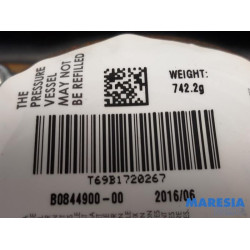 THE
PRESSURE
VESSEL
MAY NOT
BE REFILLED
WEIGHT:
742.2g
T69B1720267
B0844900-00
2016/06
MARESIA